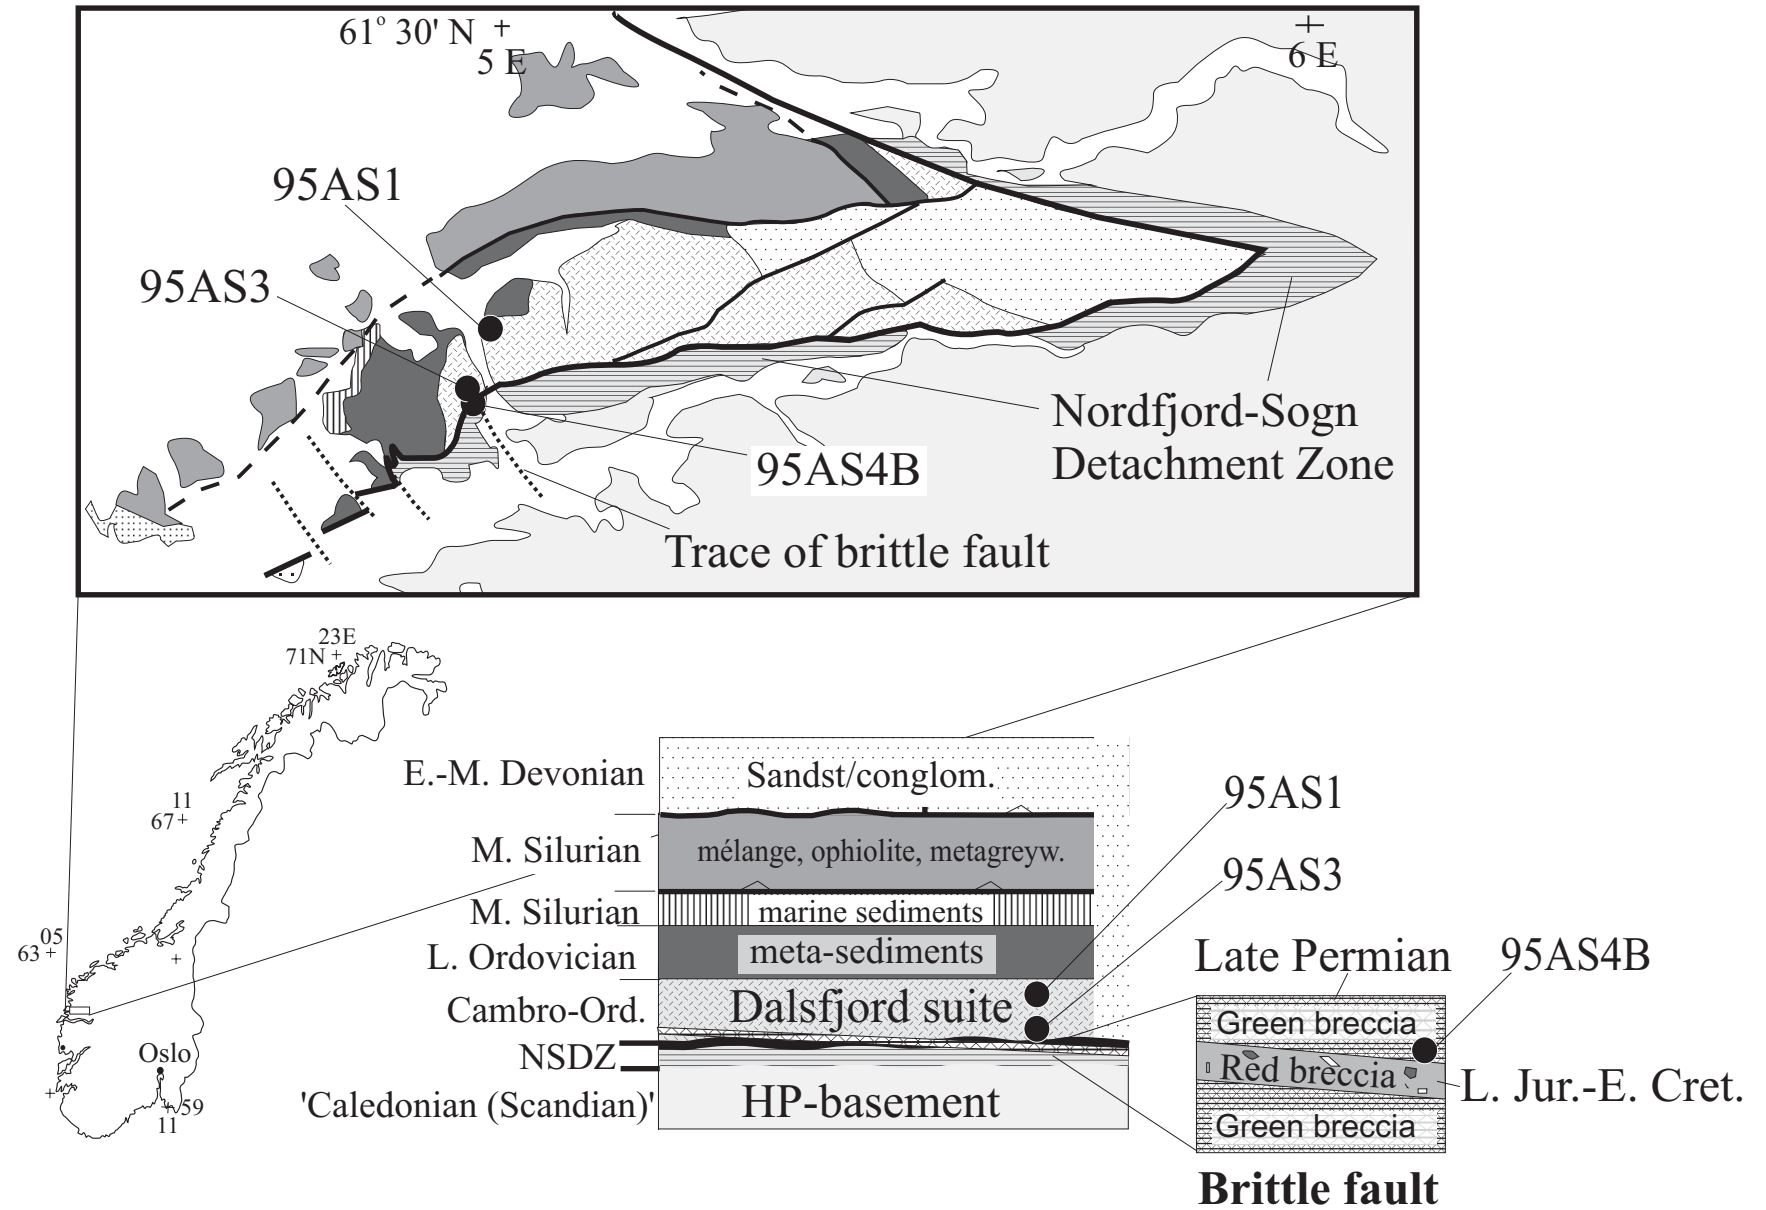 61° 30' N
5 E
6 E
95AS1
95AS3
Nordfjord-Sogn
Detachment Zone
95AS4B
Trace of brittle fault
23E
71N
11
67
05
63
Oslo
59
11
E.-M. Devonian
Sandst/conglom.
M. Silurian
mélange, ophiolite, metagreyw.
M. Silurian
marine sediments
L. Ordovician
meta-sediments
Cambro-Ord.
Dalsfjord suite
NSDZ
'Caledonian (Scandian)'
HP-basement
95AS1
95AS3
Late Permian
95AS4B
Green breccia
Red breccia
L. Jur.-E. Cret.
Green breccia
Brittle fault